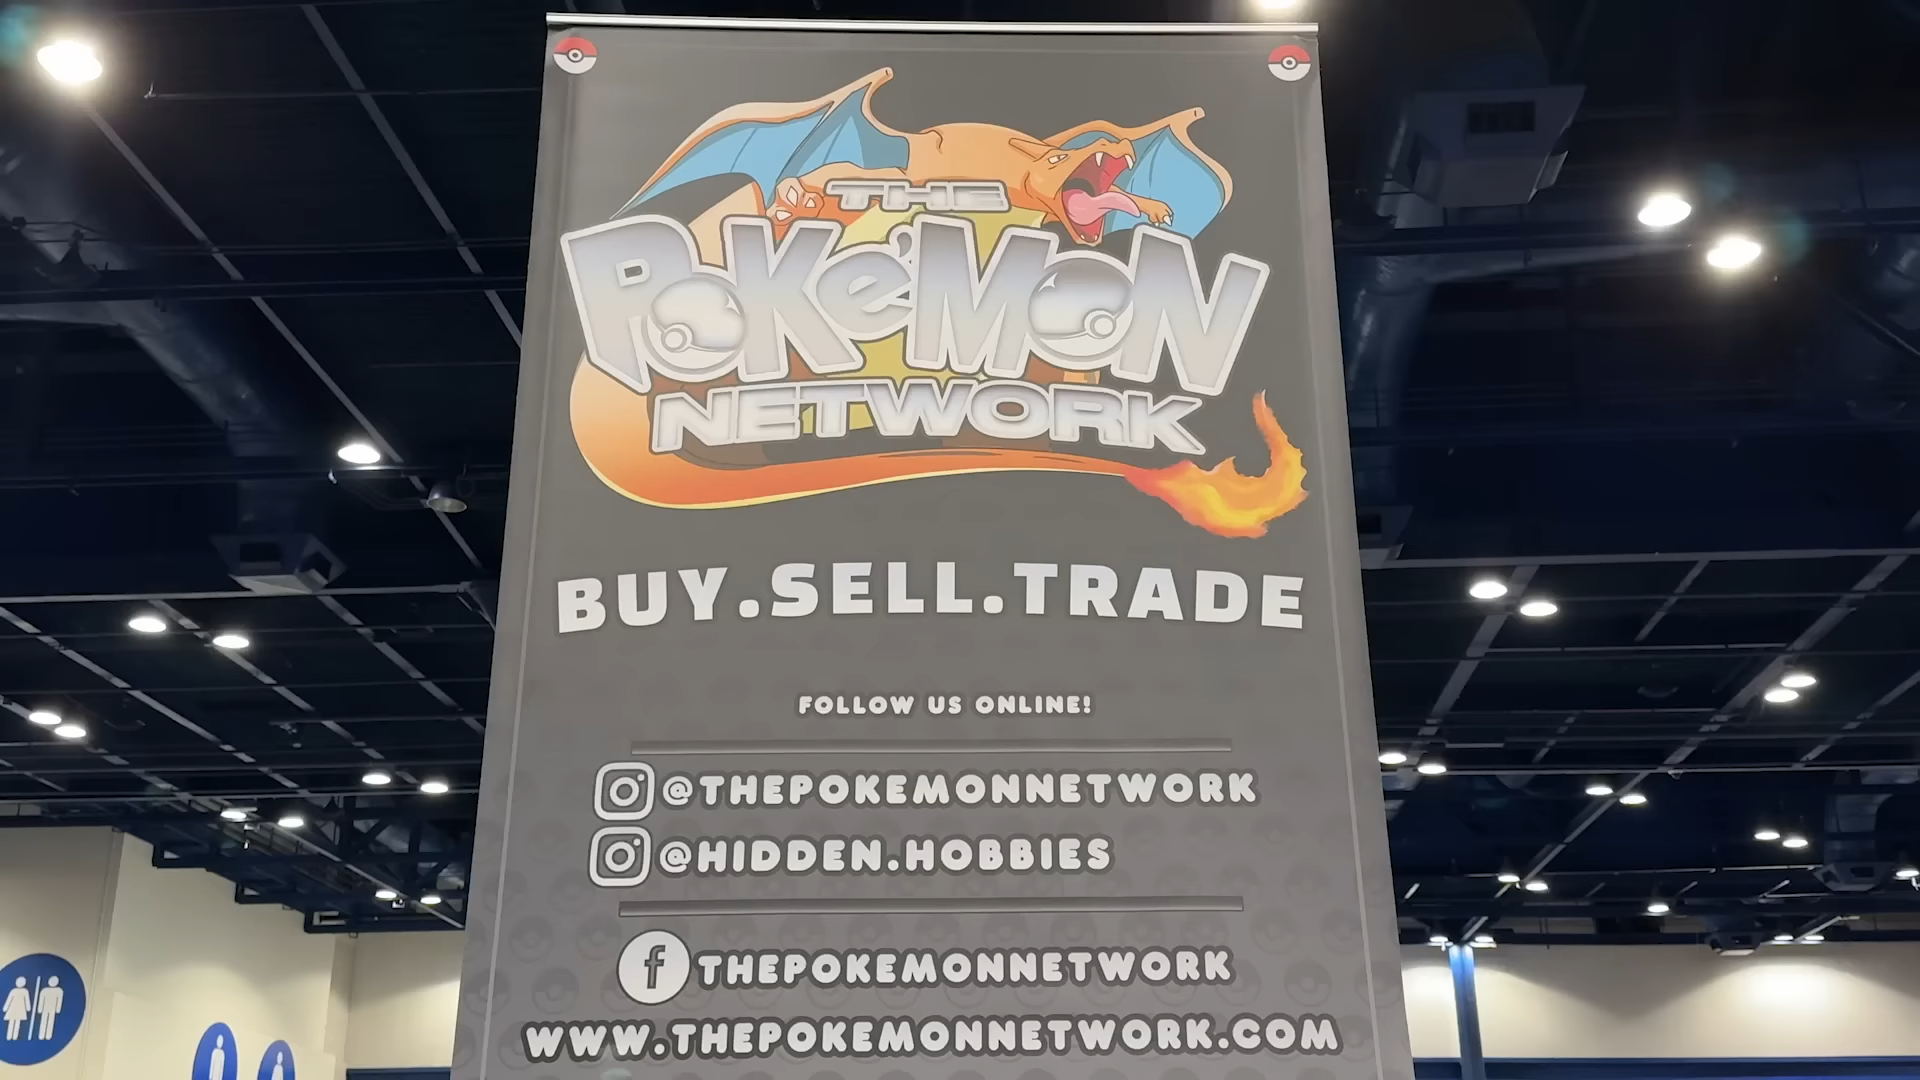 THE
POKéMON
NETWORK
BUY.SELL.TRADE
FOLLOW US ONLINE!
@THEPOKEMONNETWORK
@HIDDEN.HOBBIES
THEPOKEMONNETWORK
WWW.THEPOKEMONNETWORK.COM